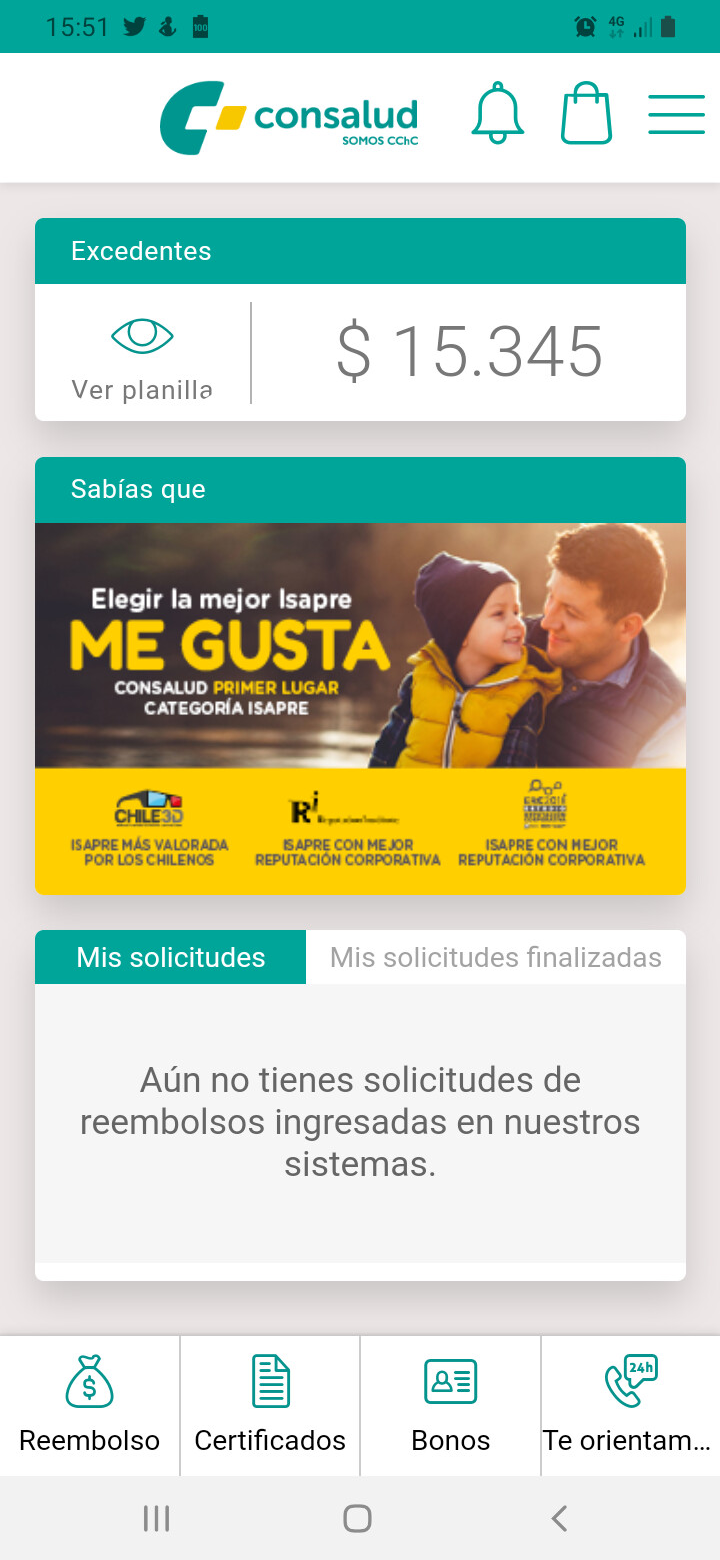 15:51
100
4G
consalud
SOMOS CChC
Excedentes
Ver planilla
$ 15.345
Sabías que
Elegir la mejor Isapre
ME GUSTA
CONSALUD PRIMER LUGAR
CATEGORÍA ISAPRE
CHILE3D
ISAPRE MÁS VALORADA
POR LOS CHILENOS
Ri
ISAPRE CON MEJOR
REPUTACIÓN CORPORATIVA
ISAPRE CON MEJOR
REPUTACIÓN CORPORATIVA
Mis solicitudes
Mis solicitudes finalizadas
Aún no tienes solicitudes de
reembolsos ingresadas en nuestros
sistemas.
$
24h
Reembolso
Certificados
Bonos
Te orientam...